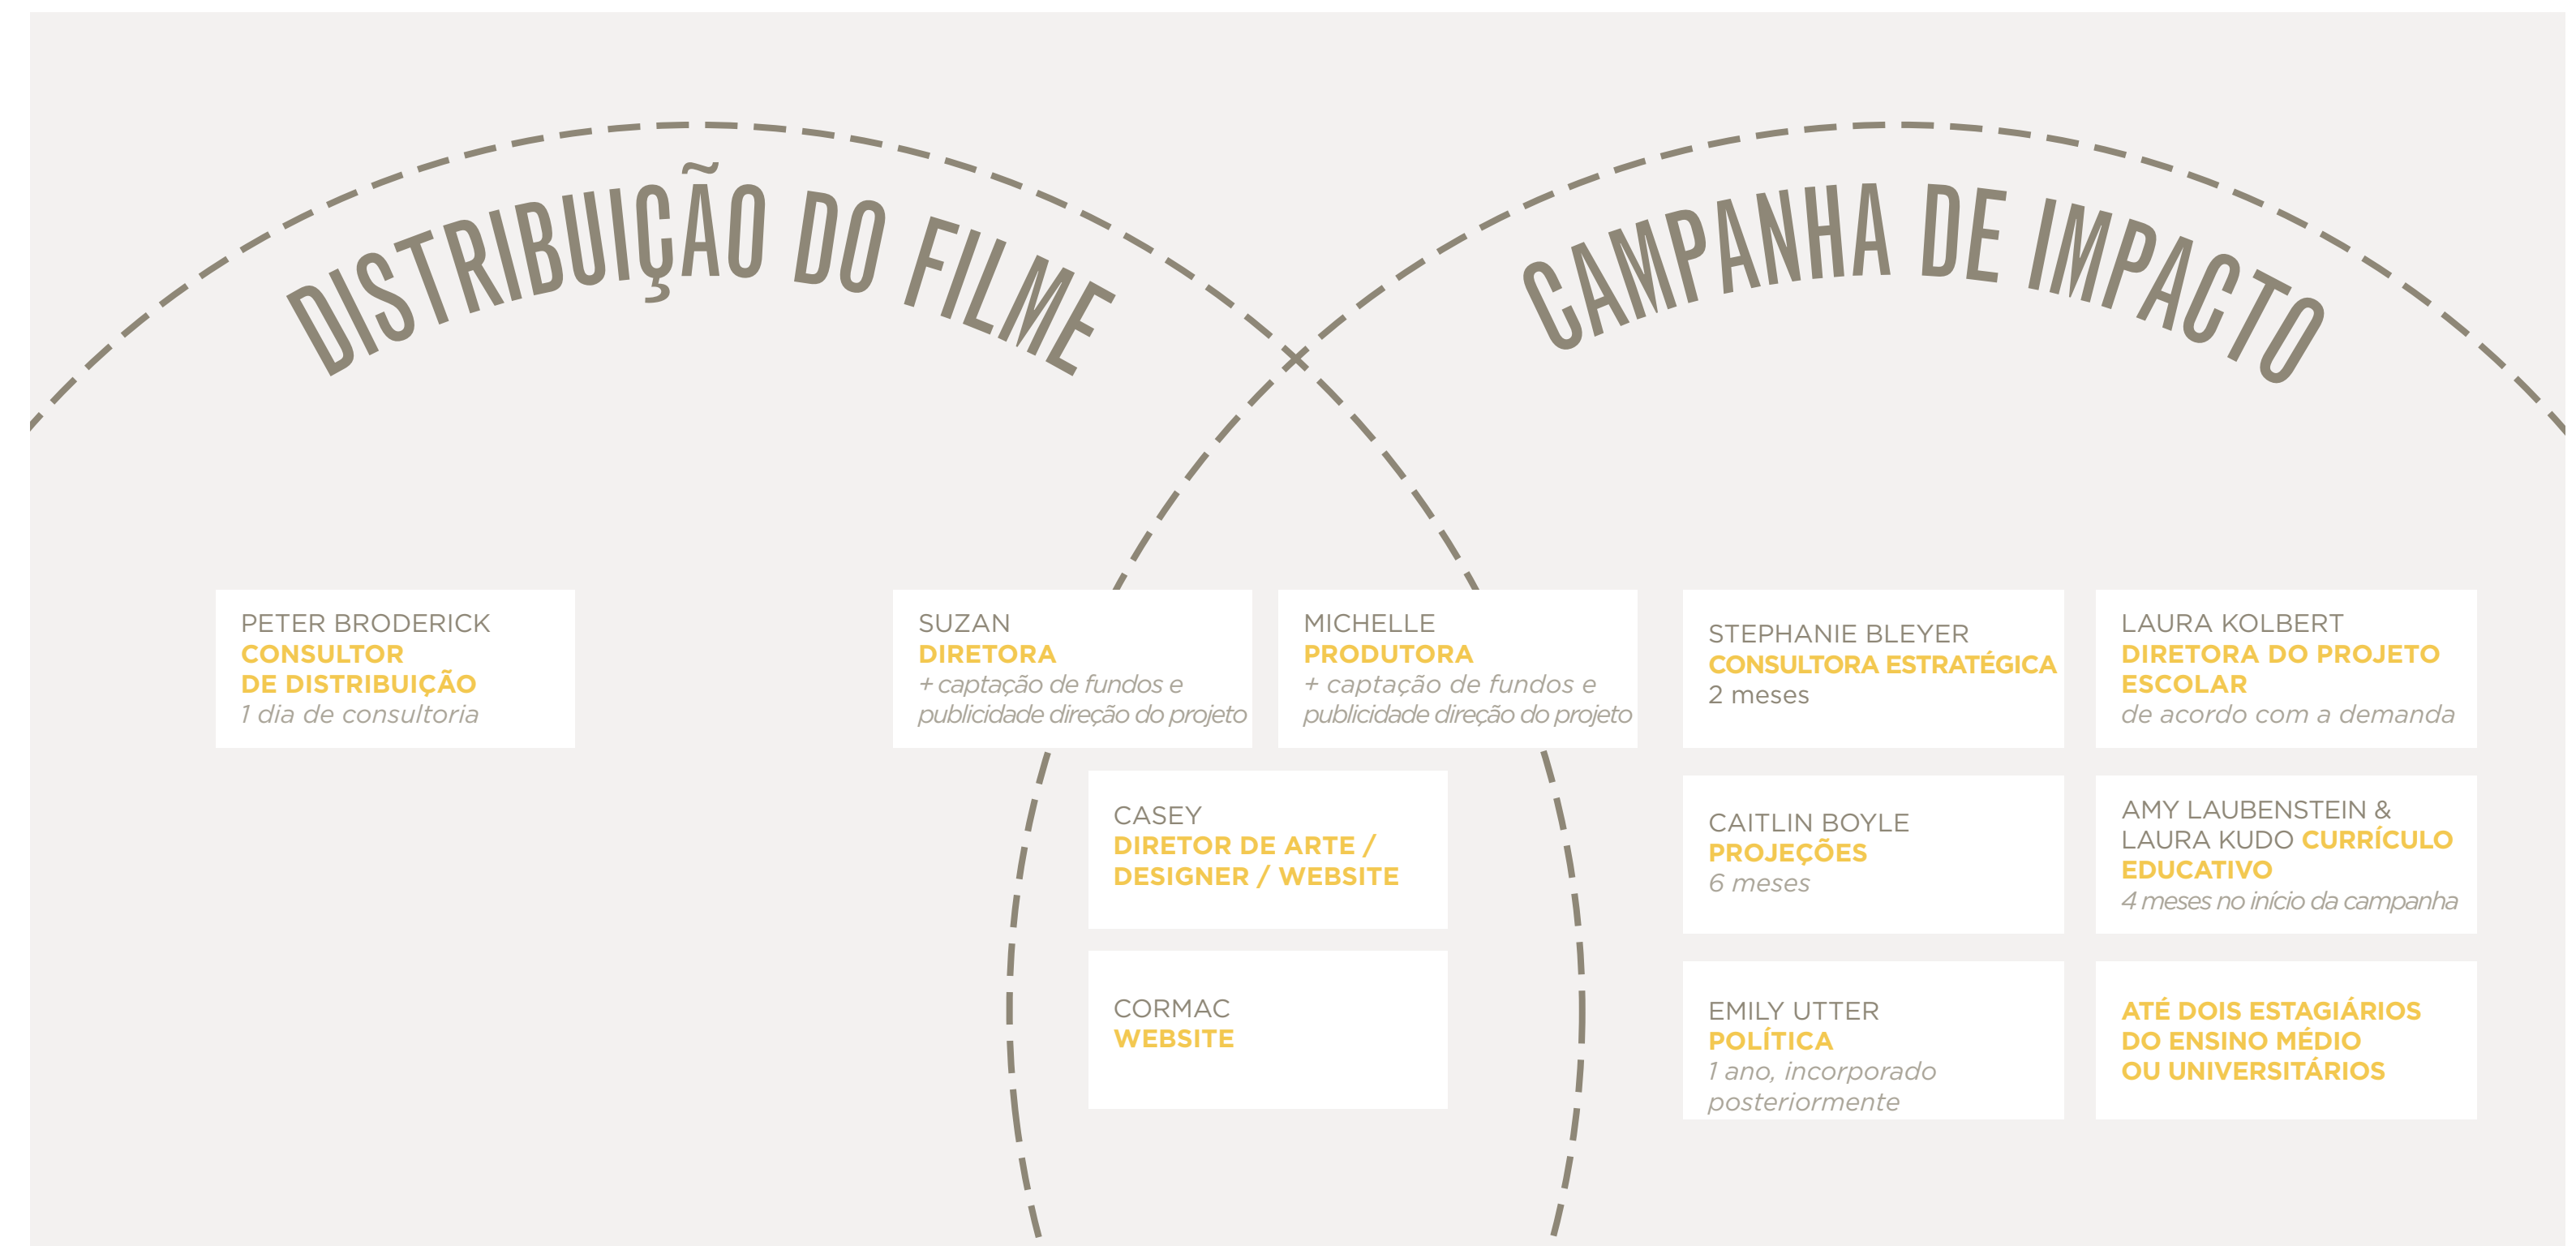 DISTRIBUIÇÃO DO FILME
CAMPANHA DE IMPACTO
PETER BRODERICK
CONSULTOR
DE DISTRIBUIÇÃO
1 dia de consultoria
SUZAN
DIRETORA
+ captação de fundos e
publicidade direção do projeto
MICHELLE
PRODUTORA
+ captação de fundos e
publicidade direção do projeto
CASEY
DIRETOR DE ARTE /
DESIGNER / WEBSITE
CORMAC
WEBSITE
STEPHANIE BLEYER
CONSULTORA ESTRATÉGICA
2 meses
LAURA KOLBERT
DIRETORA DO PROJETO
ESCOLAR
de acordo com a demanda
CAITLIN BOYLE
PROJEÇÕES
6 meses
AMY LAUBENSTEIN &
LAURA KUDO CURRÍCULO
EDUCATIVO
4 meses no início da campanha
EMILY UTTER
POLÍTICA
1 ano, incorporado
posteriormente
ATÉ DOIS ESTAGIÁRIOS
DO ENSINO MÉDIO
OU UNIVERSITÁRIOS